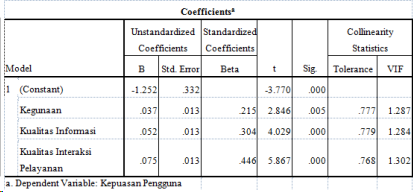 Coefficientsᵃ
Unstandardized Coefficients Standardized Coefficients Collinearity Statistics
Model B Std. Error Beta t Sig. Tolerance VIF
1 (Constant) -1.252 .332 -3.770 .000
Kegunaan .037 .013 .215 2.846 .005 .777 1.287
Kualitas Informasi .052 .013 .304 4.029 .000 .779 1.284
Kualitas Interaksi Pelayanan .075 .013 .446 5.867 .000 .768 1.302
a. Dependent Variable: Kepuasan Pengguna